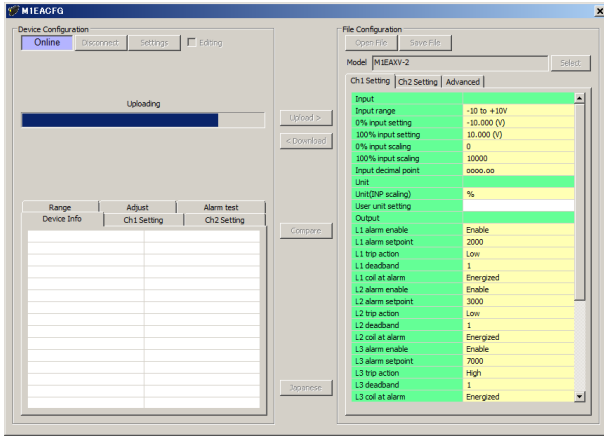 M1EACFG
Device Configuration
Online Disconnect Settings Editing
Uploading
Range Adjust Alarm test
Device Info Ch1 Setting Ch2 Setting
Upload >
< Download
Compare
Japanese
File Configuration
Open File Save File
Model M1EAXV-2 Select
Ch1 Setting Ch2 Setting Advanced
Input
Input range -10 to +10V
0% input setting -10.000 (V)
100% input setting 10.000 (V)
0% input scaling 0
100% input scaling 10000
Input decimal point oooo.oo
Unit
Unit(INP scaling) %
User unit setting
Output
L1 alarm enable Enable
L1 alarm setpoint 2000
L1 trip action Low
L1 deadband 1
L1 coil at alarm Energized
L2 alarm enable Enable
L2 alarm setpoint 3000
L2 trip action Low
L2 deadband 1
L2 coil at alarm Energized
L3 alarm enable Enable
L3 alarm setpoint 7000
L3 trip action High
L3 deadband 1
L3 coil at alarm Energized